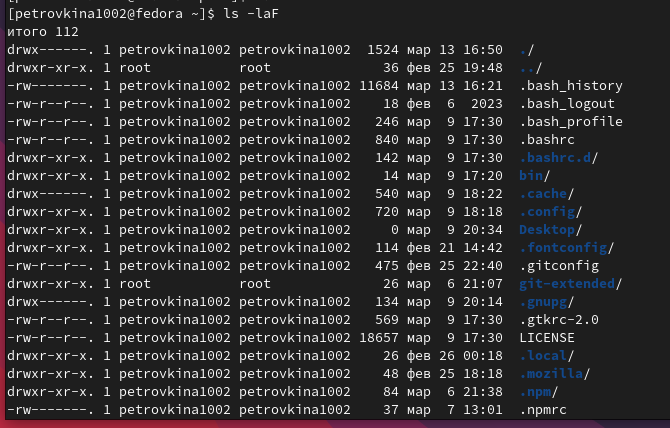 [petrovkina1002@fedora ~]$ ls -laF
итого 112
drwx------. 1 petrovkina1002 petrovkina1002  1524 мар 13 16:50 ./
drwxr-xr-x. 1 root           root              36 фев 25 19:48 ../
-rw-------. 1 petrovkina1002 petrovkina1002 11684 мар 13 16:21 .bash_history
-rw-r--r--. 1 petrovkina1002 petrovkina1002    18 фев  6  2023 .bash_logout
-rw-r--r--. 1 petrovkina1002 petrovkina1002   246 мар  9 17:30 .bash_profile
-rw-r--r--. 1 petrovkina1002 petrovkina1002   840 мар  9 17:30 .bashrc
drwxr-xr-x. 1 petrovkina1002 petrovkina1002   142 мар  9 17:30 .bashrc.d/
drwxr-xr-x. 1 petrovkina1002 petrovkina1002    14 мар  9 17:20 bin/
drwx------. 1 petrovkina1002 petrovkina1002   540 мар  9 18:22 .cache/
drwxr-xr-x. 1 petrovkina1002 petrovkina1002   720 мар  9 18:18 .config/
drwxr-xr-x. 1 petrovkina1002 petrovkina1002     0 мар  9 20:34 Desktop/
drwxr-xr-x. 1 petrovkina1002 petrovkina1002   114 фев 21 14:42 .fontconfig/
-rw-r--r--. 1 petrovkina1002 petrovkina1002   475 фев 25 22:40 .gitconfig
drwxr-xr-x. 1 root           root              26 мар  6 21:07 git-extended/
drwx------. 1 petrovkina1002 petrovkina1002   134 мар  9 20:14 .gnupg/
-rw-r--r--. 1 petrovkina1002 petrovkina1002   569 мар  9 17:30 .gtkrc-2.0
-rw-r--r--. 1 petrovkina1002 petrovkina1002 18657 мар  9 17:30 LICENSE
drwxr-xr-x. 1 petrovkina1002 petrovkina1002    26 фев 26 00:18 .local/
drwxr-xr-x. 1 petrovkina1002 petrovkina1002    48 фев 25 18:18 .mozilla/
drwxr-xr-x. 1 petrovkina1002 petrovkina1002    84 мар  6 21:38 .npm/
-rw-------. 1 petrovkina1002 petrovkina1002    37 мар  7 13:01 .npmrc